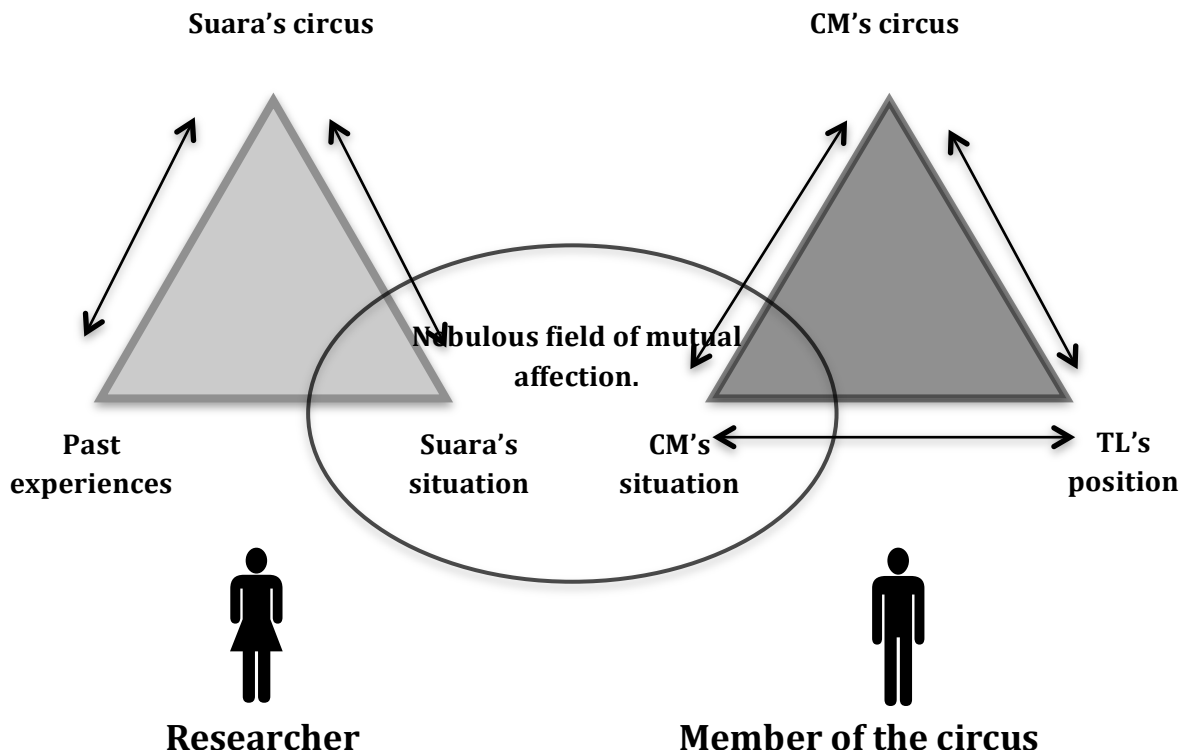 Suara’s circus
CM’s circus
Nebulous field of mutual
affection.
Past
experiences
Suara’s
situation
CM’s
situation
TL’s
position
Researcher
Member of the circus